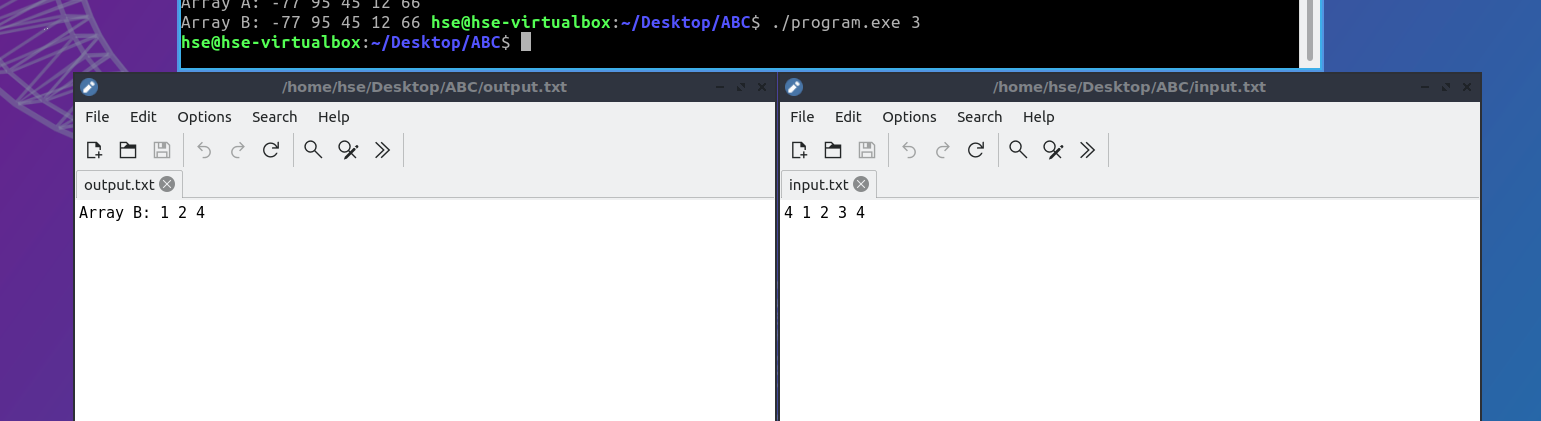 Array A: -77 95 45 12 66
Array B: -77 95 45 12 66 hse@hse-virtualbox:~/Desktop/ABC$ ./program.exe 3
hse@hse-virtualbox:~/Desktop/ABC$
/home/hse/Desktop/ABC/output.txt
File Edit Options Search Help
output.txt
Array B: 1 2 4
/home/hse/Desktop/ABC/input.txt
File Edit Options Search Help
input.txt
4 1 2 3 4